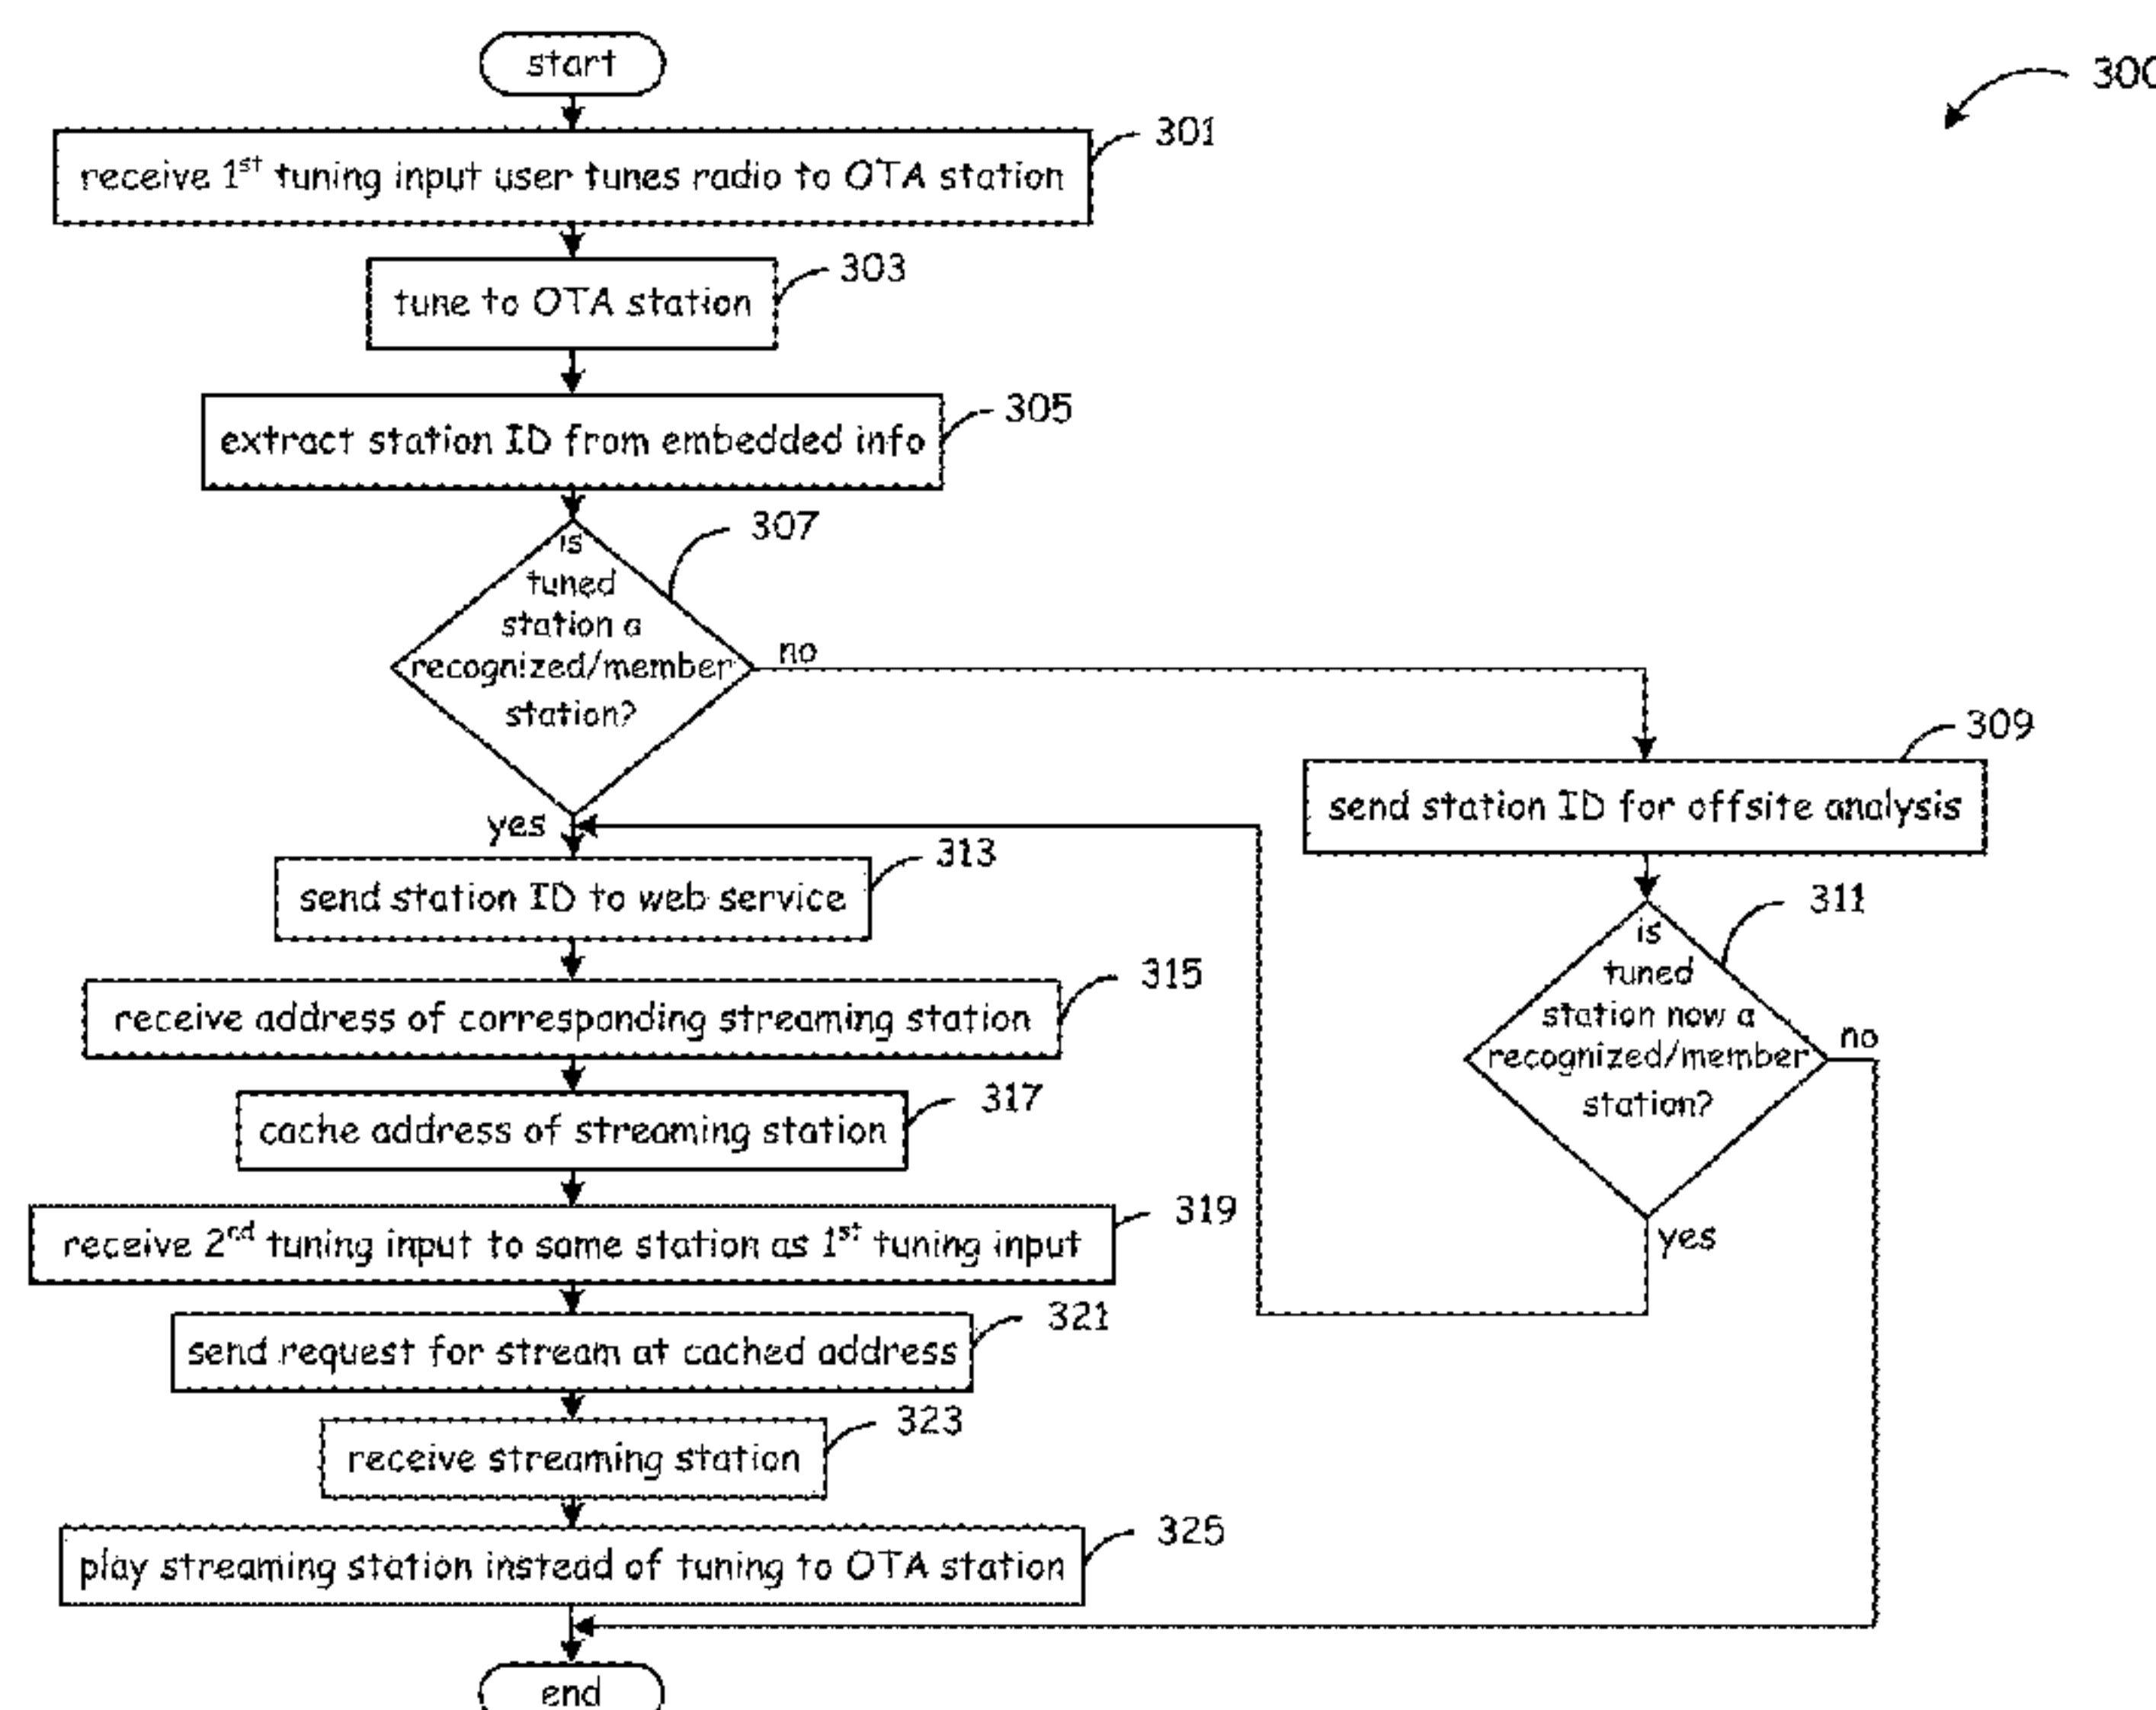 start
300
301
receive 1st tuning input user tunes radio to OTA station
303
tune to OTA station
305
extract station ID from embedded info
307
is
tuned
station a
recognized/member
station?
no
yes
309
send station ID for offsite analysis
311
is
tuned
station now a
recognized/member
station?
no
yes
313
send station ID to web service
315
receive address of corresponding streaming station
317
cache address of streaming station
319
receive 2nd tuning input to same station as 1st tuning input
321
send request for stream at cached address
323
receive streaming station
325
play streaming station instead of tuning to OTA station
end